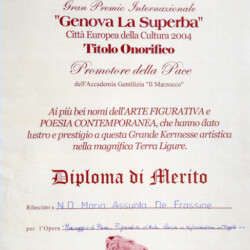 Gran Premio Internazionale
"Genova La Superba"
Città Europea della Cultura 2004
Titolo Onorifico
Promotore della Pace
dell'Accademia Gentilizia "Il Marzocco"
Ai più bei nomi dell'ARTE FIGURATIVA e
POESIA CONTEMPORANEA, che hanno dato
lustro e prestigio a questa Grande Kermesse artistica
nella magnifica Terra Ligure.
Diploma di Merito
Rilasciato a N.D. Maria Assunta De Frassine
per l'Opera